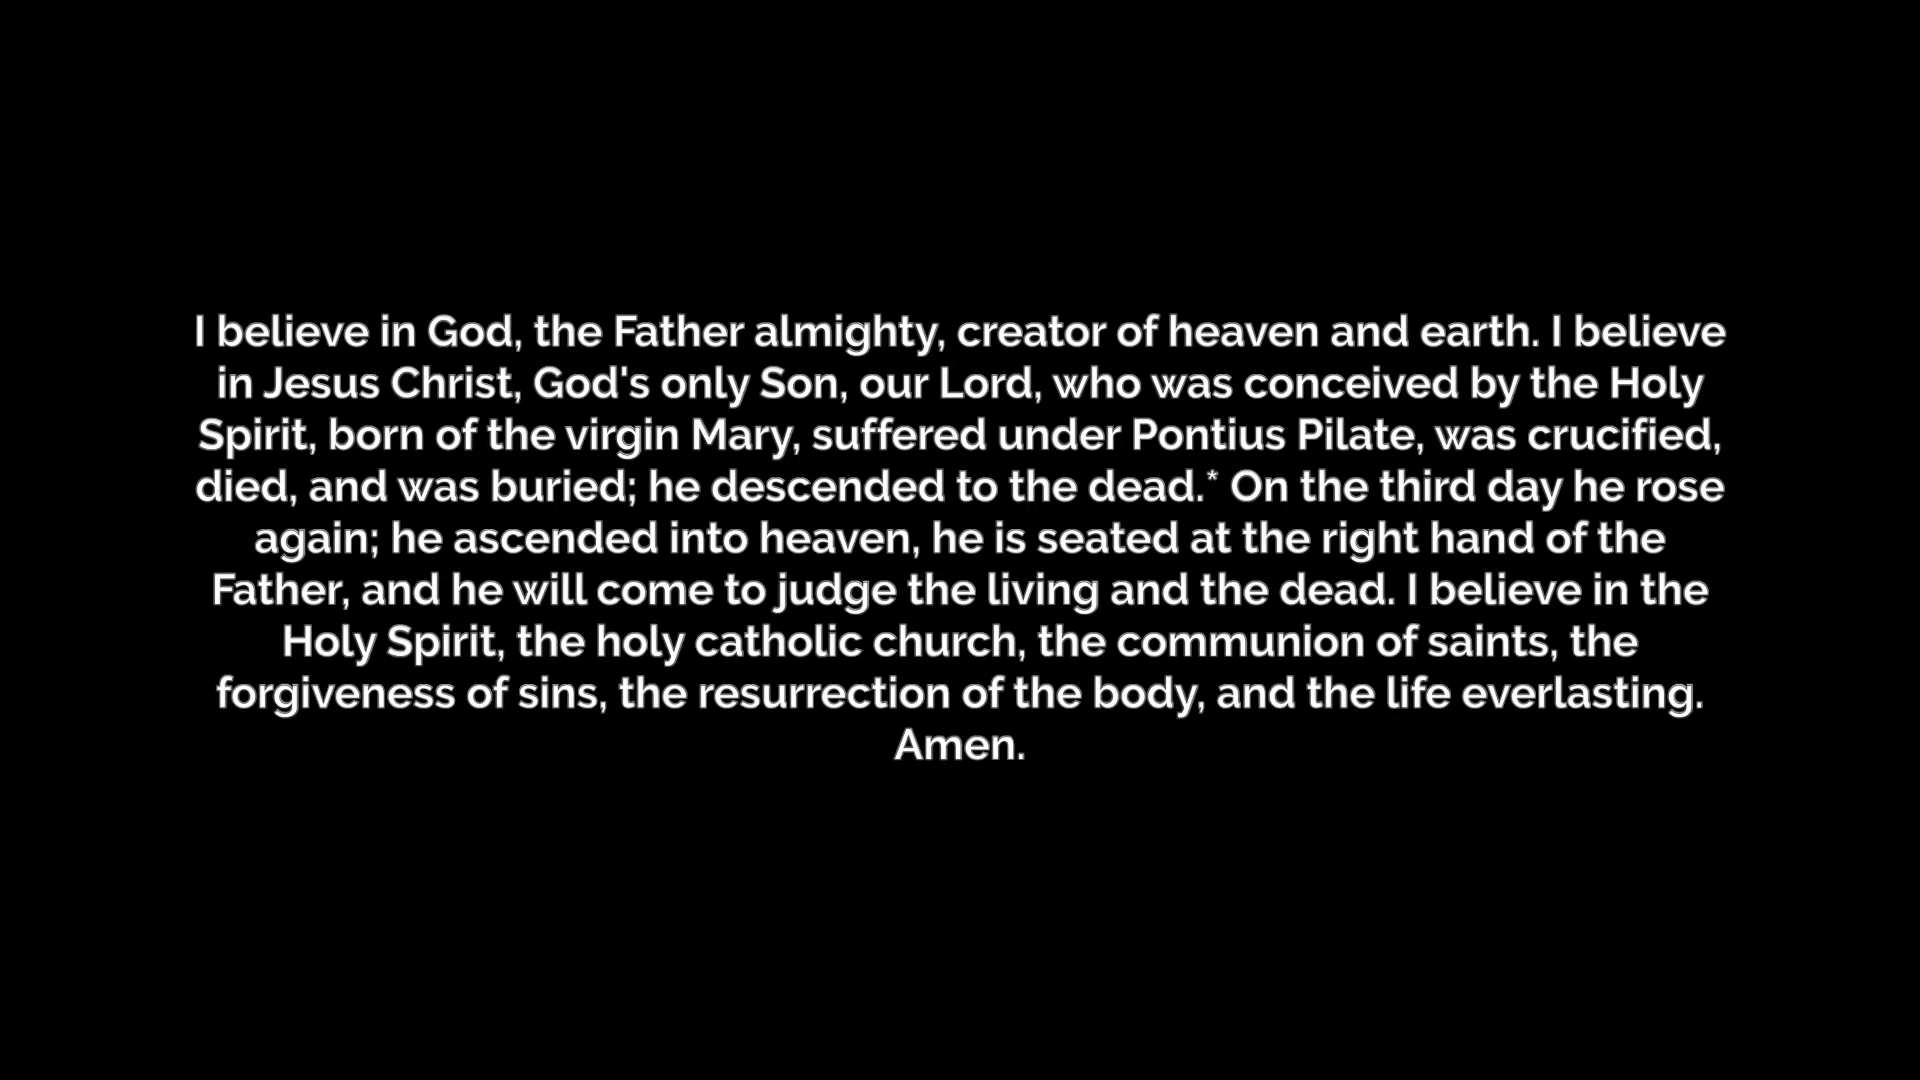 I believe in God, the Father almighty, creator of heaven and earth. I believe
in Jesus Christ, God's only Son, our Lord, who was conceived by the Holy
Spirit, born of the virgin Mary, suffered under Pontius Pilate, was crucified,
died, and was buried; he descended to the dead.* On the third day he rose
again; he ascended into heaven, he is seated at the right hand of the
Father, and he will come to judge the living and the dead. I believe in the
Holy Spirit, the holy catholic church, the communion of saints, the
forgiveness of sins, the resurrection of the body, and the life everlasting.
Amen.